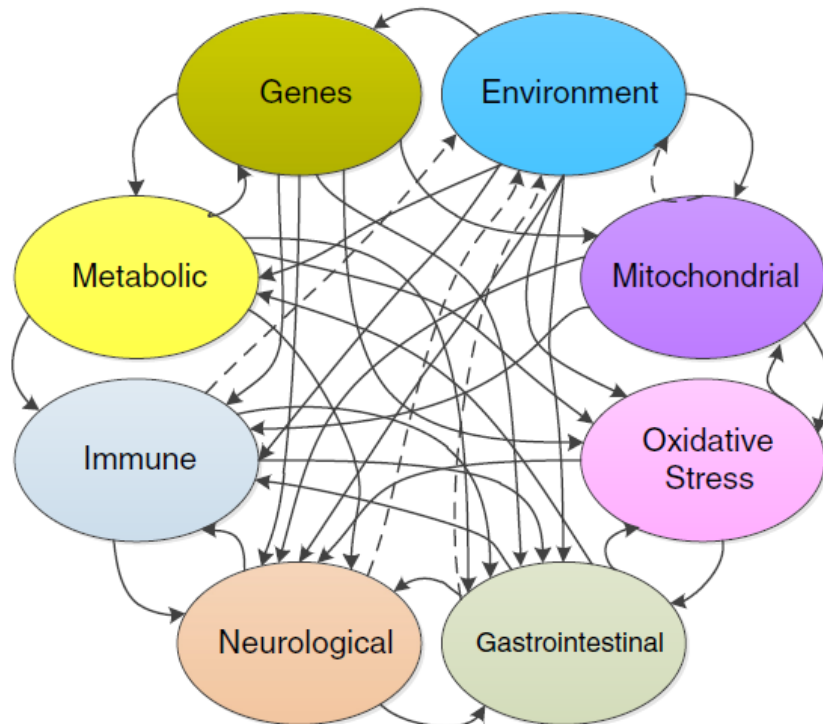 Genes
Environment
Metabolic
Mitochondrial
Immune
Oxidative
Stress
Neurological
Gastrointestinal